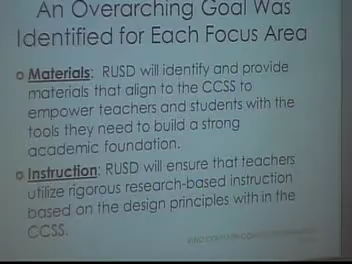 An Overarching Goal Was
Identified for Each Focus Area
Materials: RUSD will identify and provide
materials that align to the CCSS to
empower teachers and students with the
tools they need to build a strong
academic foundation.
Instruction: RUSD will ensure that teachers
utilize rigorous research-based instruction
based on the design principles with in the
CCSS.